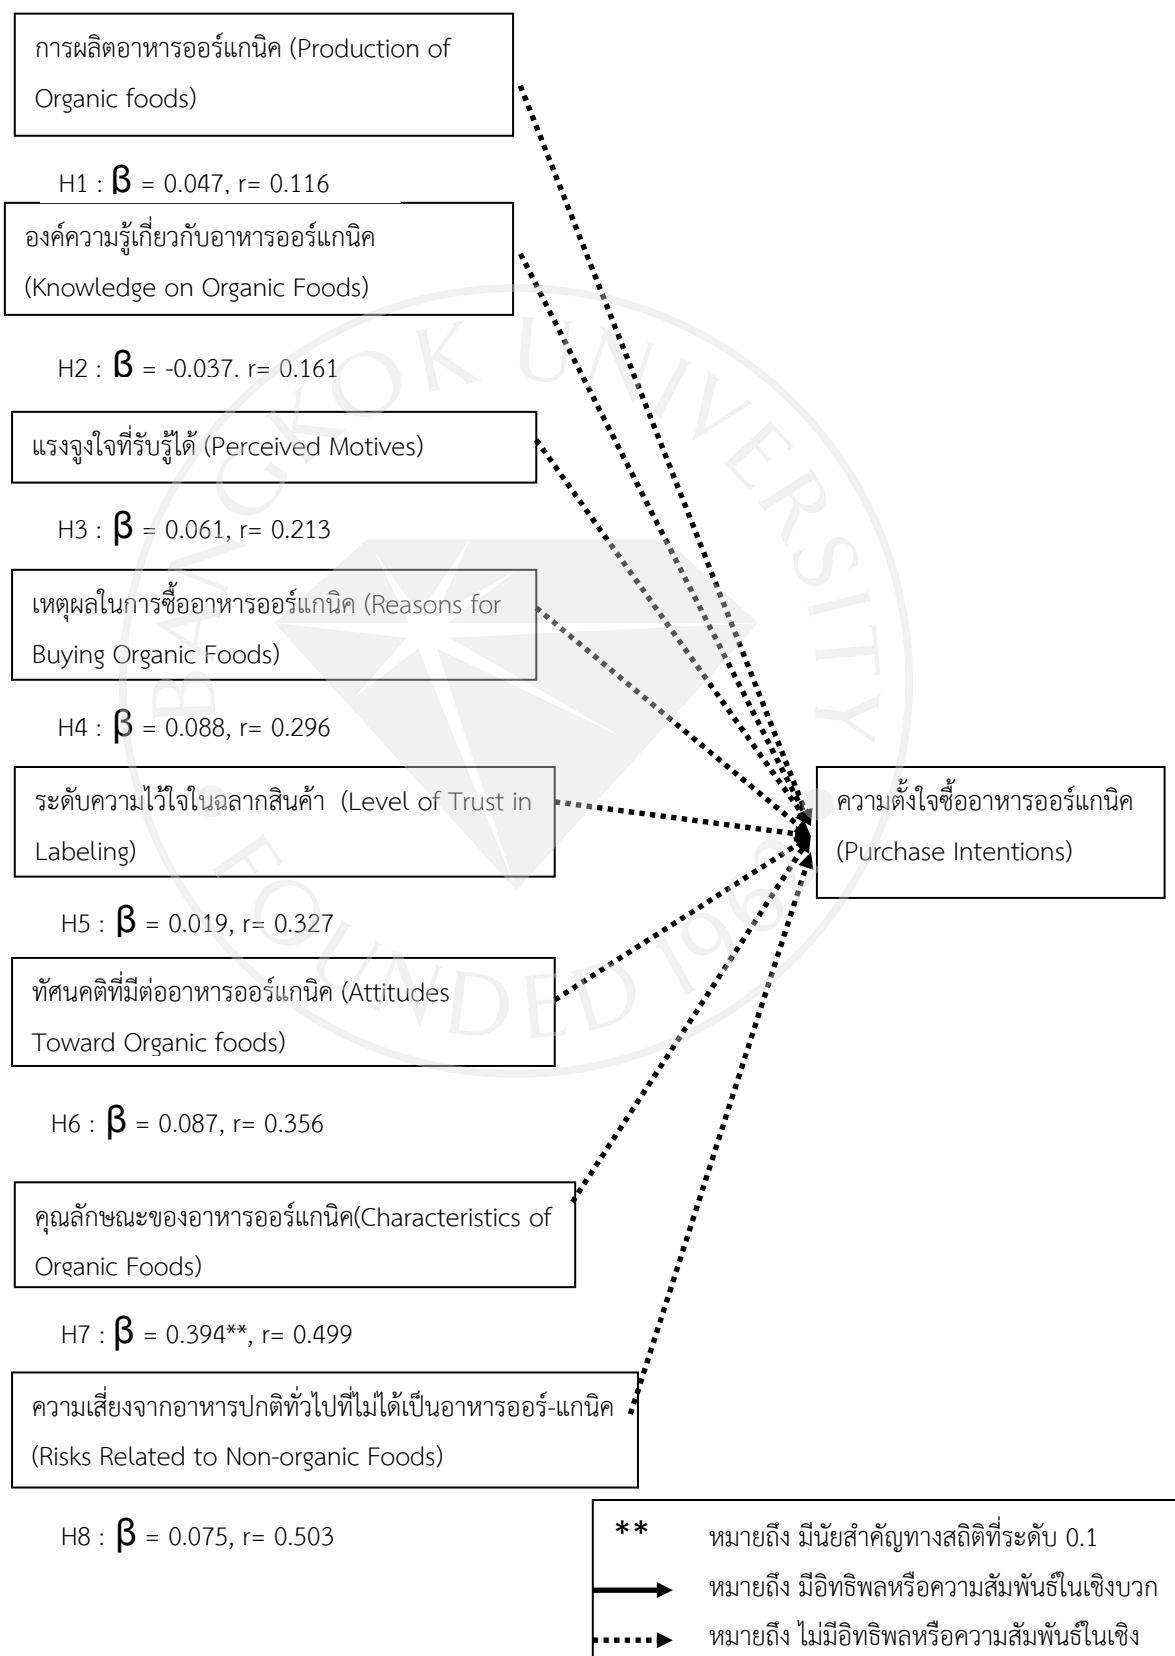 การผลิตอาหารออร์แกนิค (Production of
Organic foods)
H1 : β = 0.047, r= 0.116
องค์ความรู้เกี่ยวกับอาหารออร์แกนิค
(Knowledge on Organic Foods)
H2 : β = -0.037, r= 0.161
แรงจูงใจที่รับรู้ได้ (Perceived Motives)
H3 : β = 0.061, r= 0.213
เหตุผลในการซื้ออาหารออร์แกนิค (Reasons for
Buying Organic Foods)
H4 : β = 0.088, r= 0.296
ระดับความไว้ใจในฉลากสินค้า (Level of Trust in
Labeling)
H5 : β = 0.019, r= 0.327
ทัศนคติที่มีต่ออาหารออร์แกนิค (Attitudes
Toward Organic foods)
H6 : β = 0.087, r= 0.356
คุณลักษณะของอาหารออร์แกนิค(Characteristics of
Organic Foods)
H7 : β = 0.394**, r= 0.499
ความเสี่ยงจากอาหารปกติทั่วไปที่ไม่ได้เป็นอาหารออร์-แกนิค
(Risks Related to Non-organic Foods)
H8 : β = 0.075, r= 0.503
ความตั้งใจซื้ออาหารออร์แกนิค
(Purchase Intentions)
** หมายถึง มีนัยสำคัญทางสถิติที่ระดับ 0.1
หมายถึง มีอิทธิพลหรือความสัมพันธ์ในเชิงบวก
หมายถึง ไม่มีอิทธิพลหรือความสัมพันธ์ในเชิง
BANGKOK UNIVERSITY